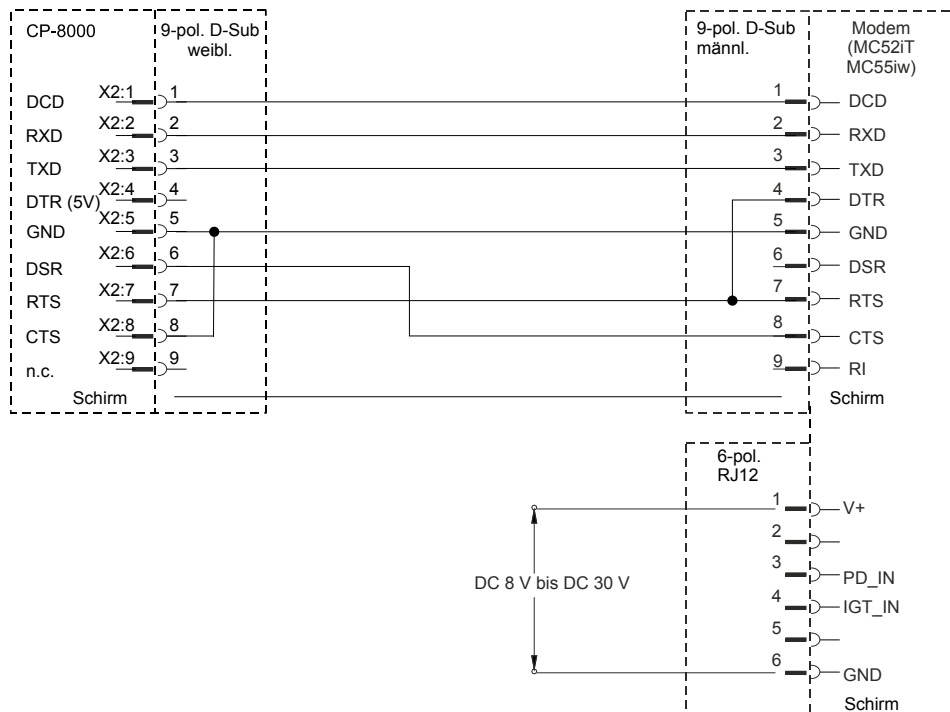 CP-8000
9-pol. D-Sub
weibl.
9-pol. D-Sub
männl.
Modem
(MC52iT
MC55iw)
DCD X2:1 1 1 DCD
RXD X2:2 2 2 RXD
TXD X2:3 3 3 TXD
DTR (5V) X2:4 4 4 DTR
GND X2:5 5 5 GND
DSR X2:6 6 6 DSR
RTS X2:7 7 7 RTS
CTS X2:8 8 8 CTS
n.c. X2:9 9 9 RI
Schirm Schirm
6-pol.
RJ12
1 V+
2
3 PD_IN
DC 8 V bis DC 30 V
4 IGT_IN
5
6 GND
Schirm